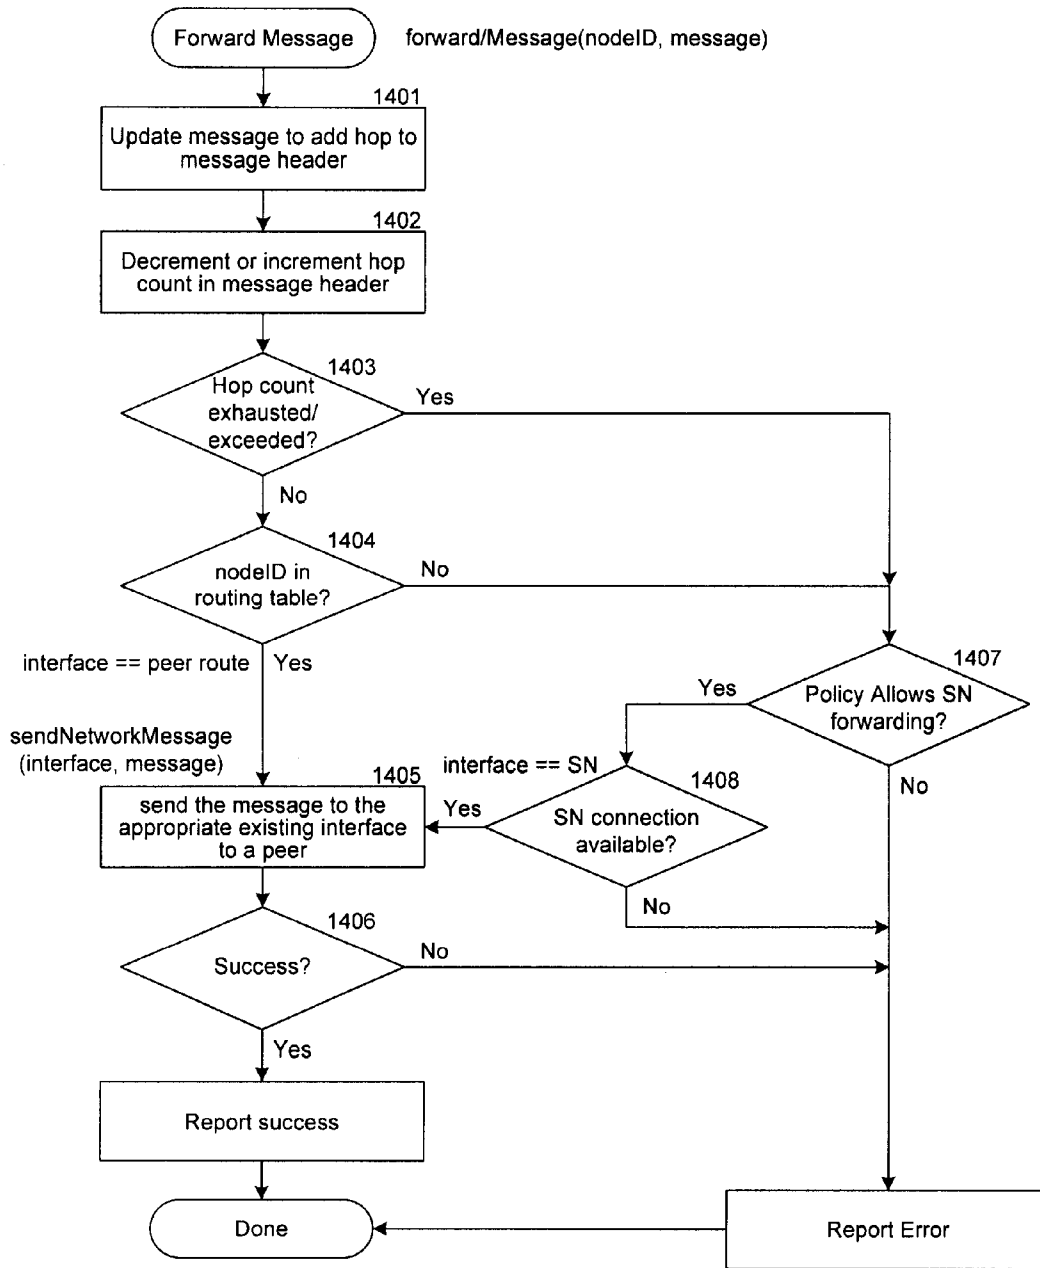 Forward Message
forward/Message(nodeID, message)
1401
Update message to add hop to
message header
1402
Decrement or increment hop
count in message header
1403
Hop count
exhausted/
exceeded?
Yes
No
1404
nodeID in
routing table?
No
interface == peer route
Yes
1407
Policy Allows SN
forwarding?
Yes
No
sendNetworkMessage
(interface, message)
interface == SN
1405
send the message to the
appropriate existing interface
to a peer
Yes
1408
SN connection
available?
No
1406
Success?
No
Yes
Report success
Done
Report Error